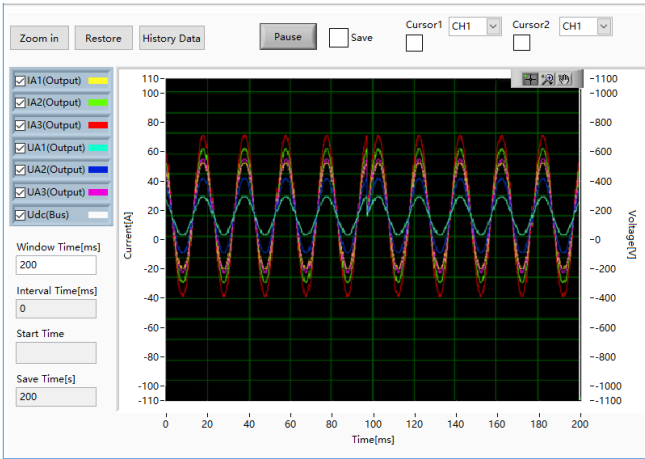 Zoom in Restore History Data Pause Save Cursor1 CH1 Cursor2 CH1
IA1(Output)
IA2(Output)
IA3(Output)
UA1(Output)
UA2(Output)
UA3(Output)
Udc(Bus)
Window Time[ms]
200
Interval Time[ms]
0
Start Time
Save Time[s]
200
Current[A]
110-
100-
80-
60-
40-
20-
0-
-20-
-40-
-60-
-80-
-100-
-110-
-1100
-1000
-800
-600
-400
-200
-0
--200
--400
--600
--800
--1000
--1100
Voltage[V]
0 20 40 60 80 100 120 140 160 180 200
Time[ms]